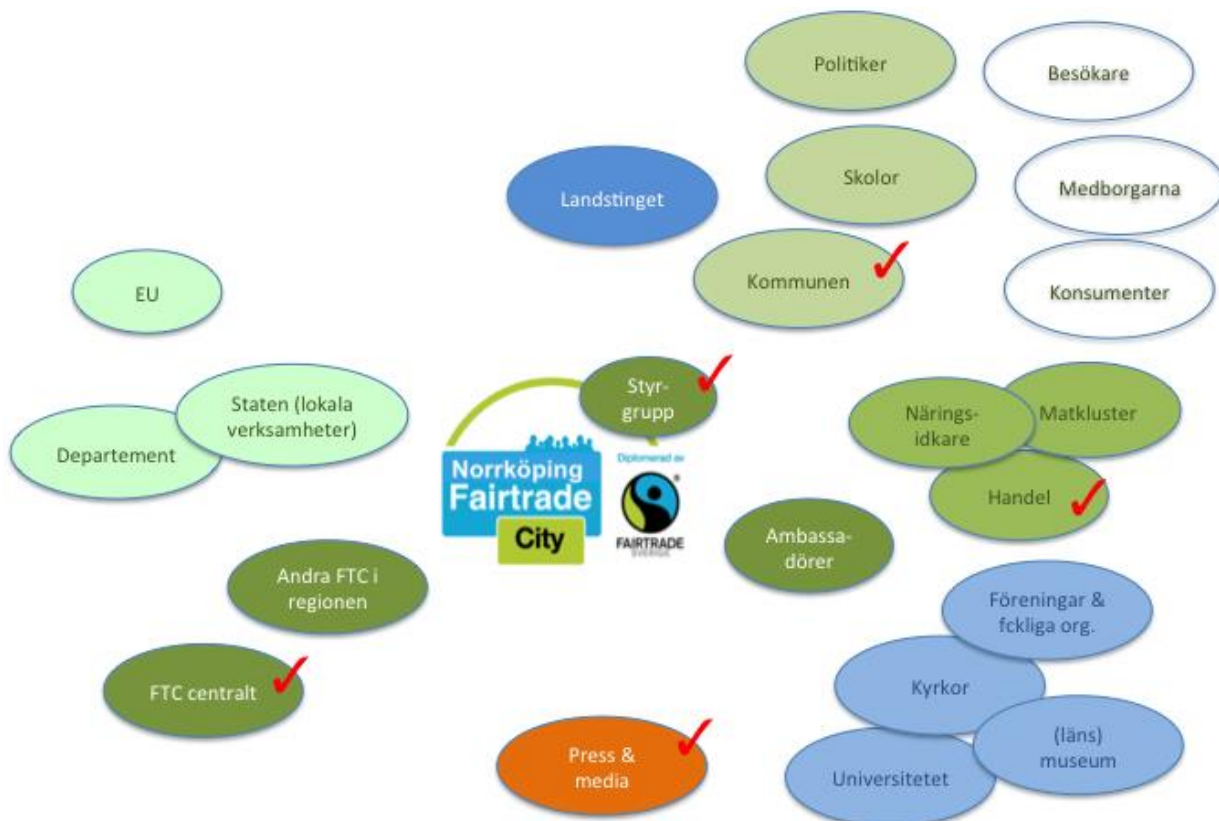 Politiker
Besökare
Landstinget
Skolor
Medborgarna
Kommunen
Konsumenter
EU
Staten (lokala
verksamheter)
Departement
Styr-
grupp
Närings-
idkare
Matkluster
Handel
Norrköping
Fairtrade
City
Diplomerad av
®
FAIRTRADE
SVERIGE
Ambassa-
dörer
Andra FTC i
regionen
FTC centralt
Föreningar &
fckliga org.
Kyrkor
(läns)
museum
Universitetet
Press &
media